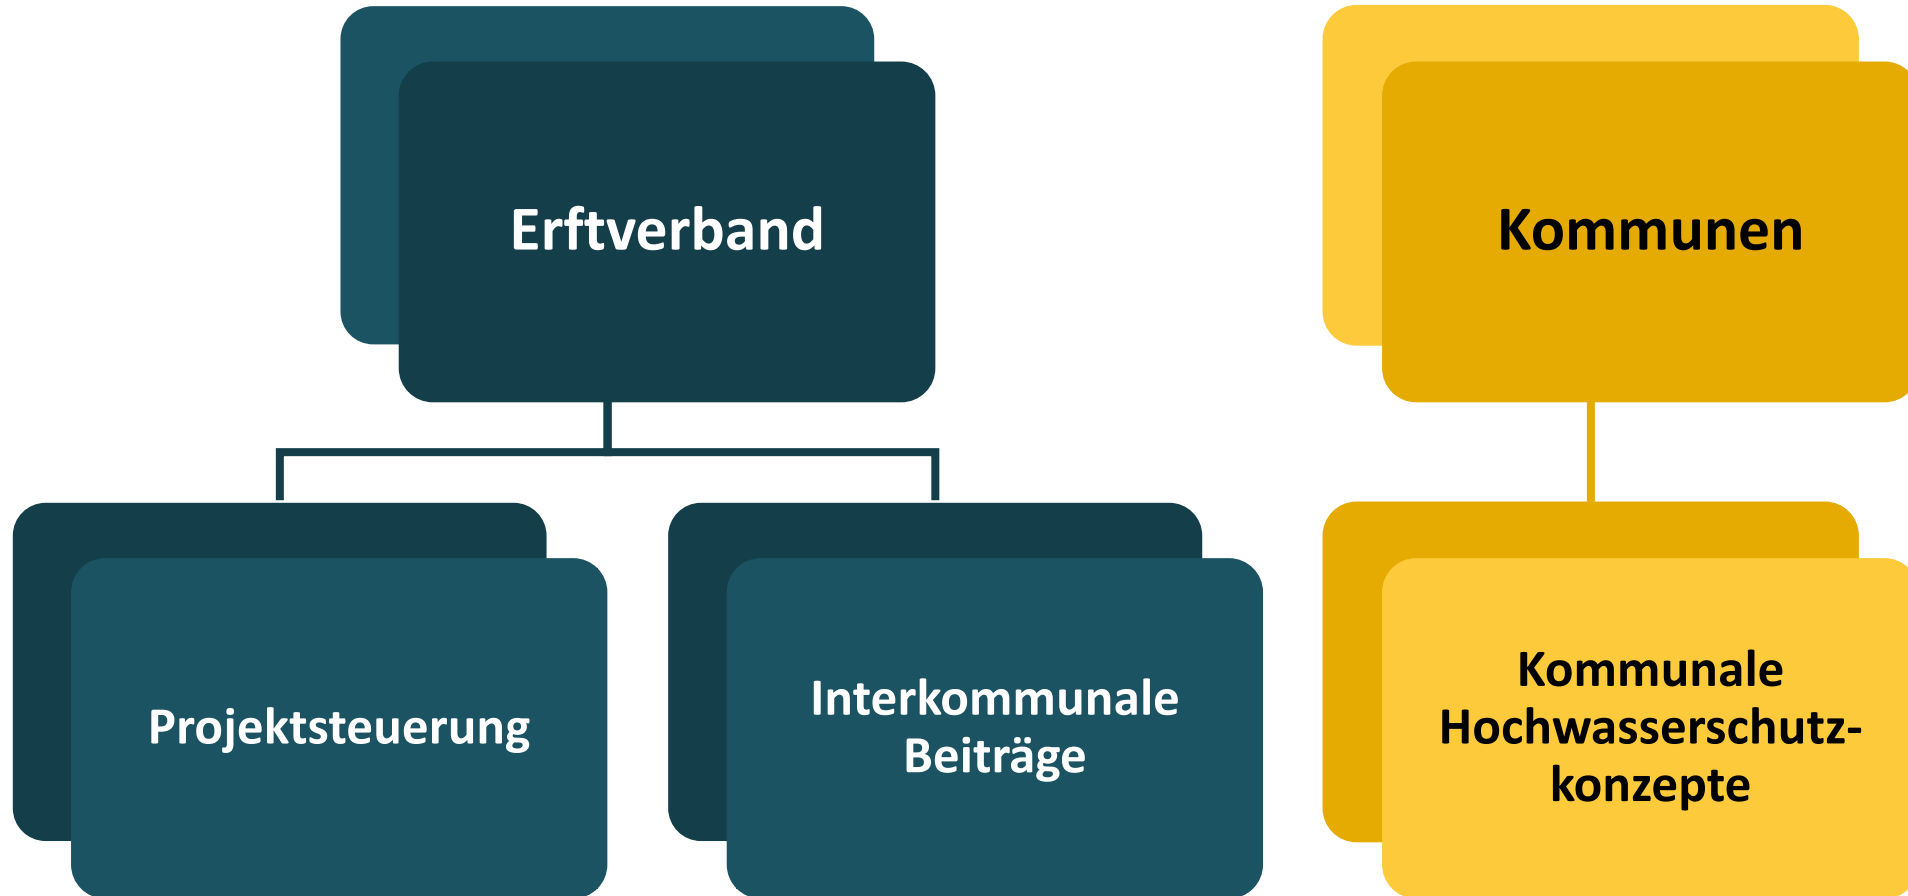 Erftverband
Kommunen
Projektsteuerung
Interkommunale
Beiträge
Kommunale
Hochwasserschutz-
konzepte